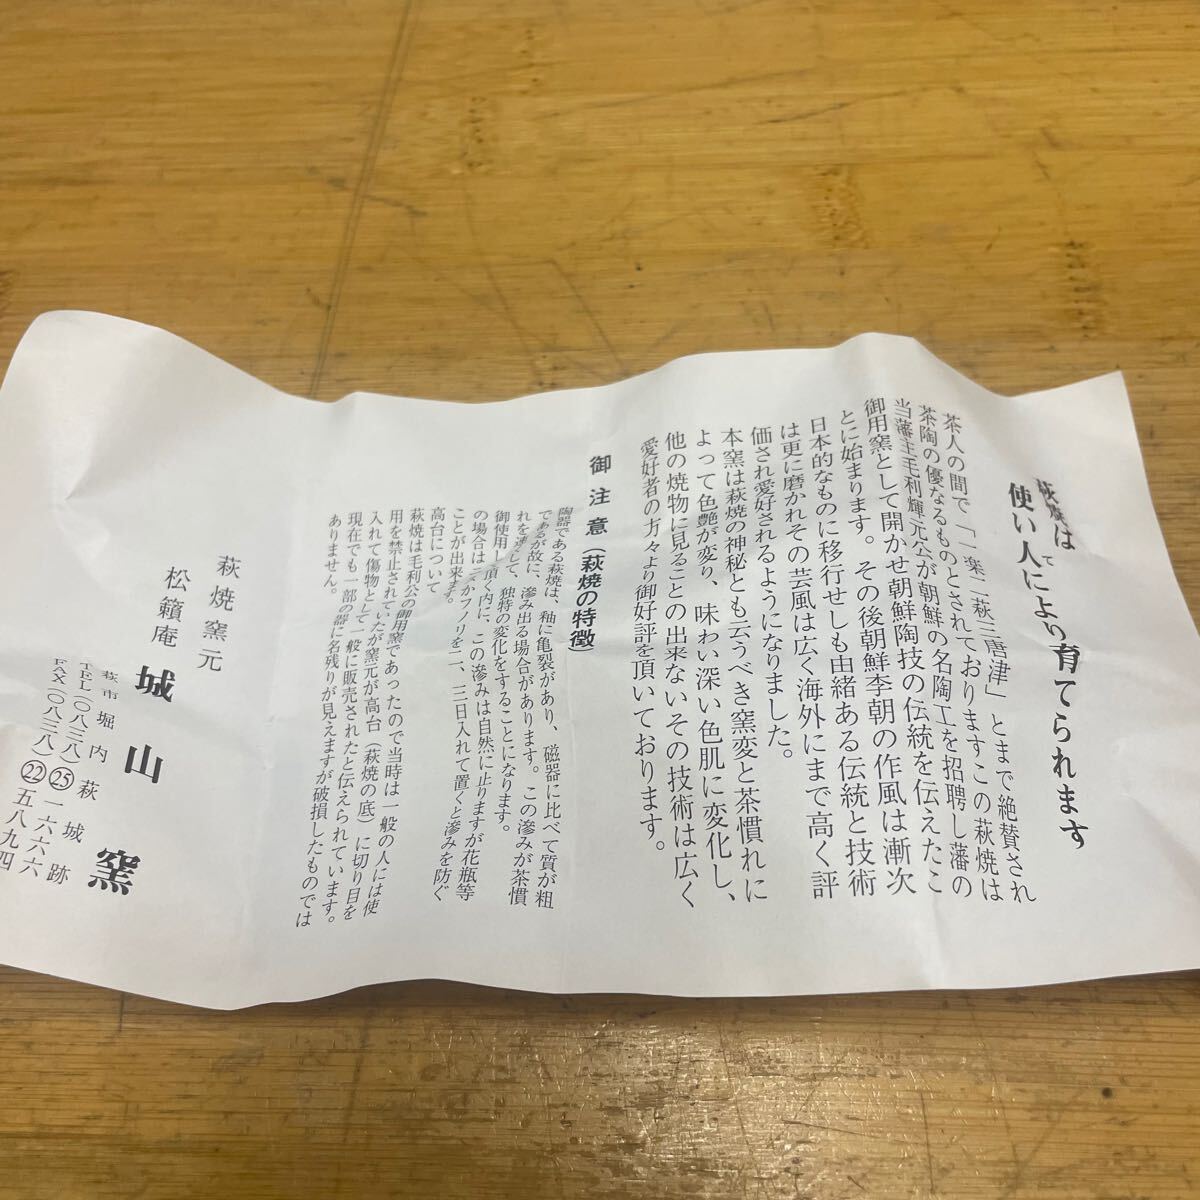 萩焼は
使い人により育てられます
て
茶人の間で「一楽二萩三唐津」とまで絶賛され
茶陶の優なるものとされておりますこの萩焼は
当藩主毛利輝元公が朝鮮の名陶工を招聘し藩の
御用窯として開かせ朝鮮陶技の伝統を伝えたこ
とに始まります。その後朝鮮李朝の作風は漸次
日本的なものに移行せしも由緒ある伝統と技術
は更に磨かれその芸風は広く海外にまで高く評
価され愛好されるようになりました。
本窯は萩焼の神秘とも云うべき窯変と茶慣れに
よって色艶が変り、味わい深い色肌に変化し、
他の焼物に見ることの出来ないその技術は広く
愛好者の方々より御好評を頂いております。
御注意(萩焼の特徴)
陶器である萩焼は、釉に亀裂があり、磁器に比べて質が粗
であるが故に、滲み出る場合があります。この滲みが茶慣
れを速じて、独特の変化をすることになります。
御使用して頂く内に、この滲みは自然に止りますが花瓶等
の場合はふのかフノリを二、三日入れて置くと滲みを防ぐ
ことが出来ます。
高台について
萩焼は毛利公の御用窯であったので当時は一般の人には使
用を禁止されていたが窯元が高台(萩焼の底)に切り目を
入れて傷物として一般に販売されたと伝えられています。
現在でも一部の器に名残りが見えますが破損したものでは
ありません。
萩焼窯元
松籟庵 城山窯
萩市堀内 萩城跡
TEL(〇八三八)㉕一六六六
FAX(〇八三八)㉒五八九四